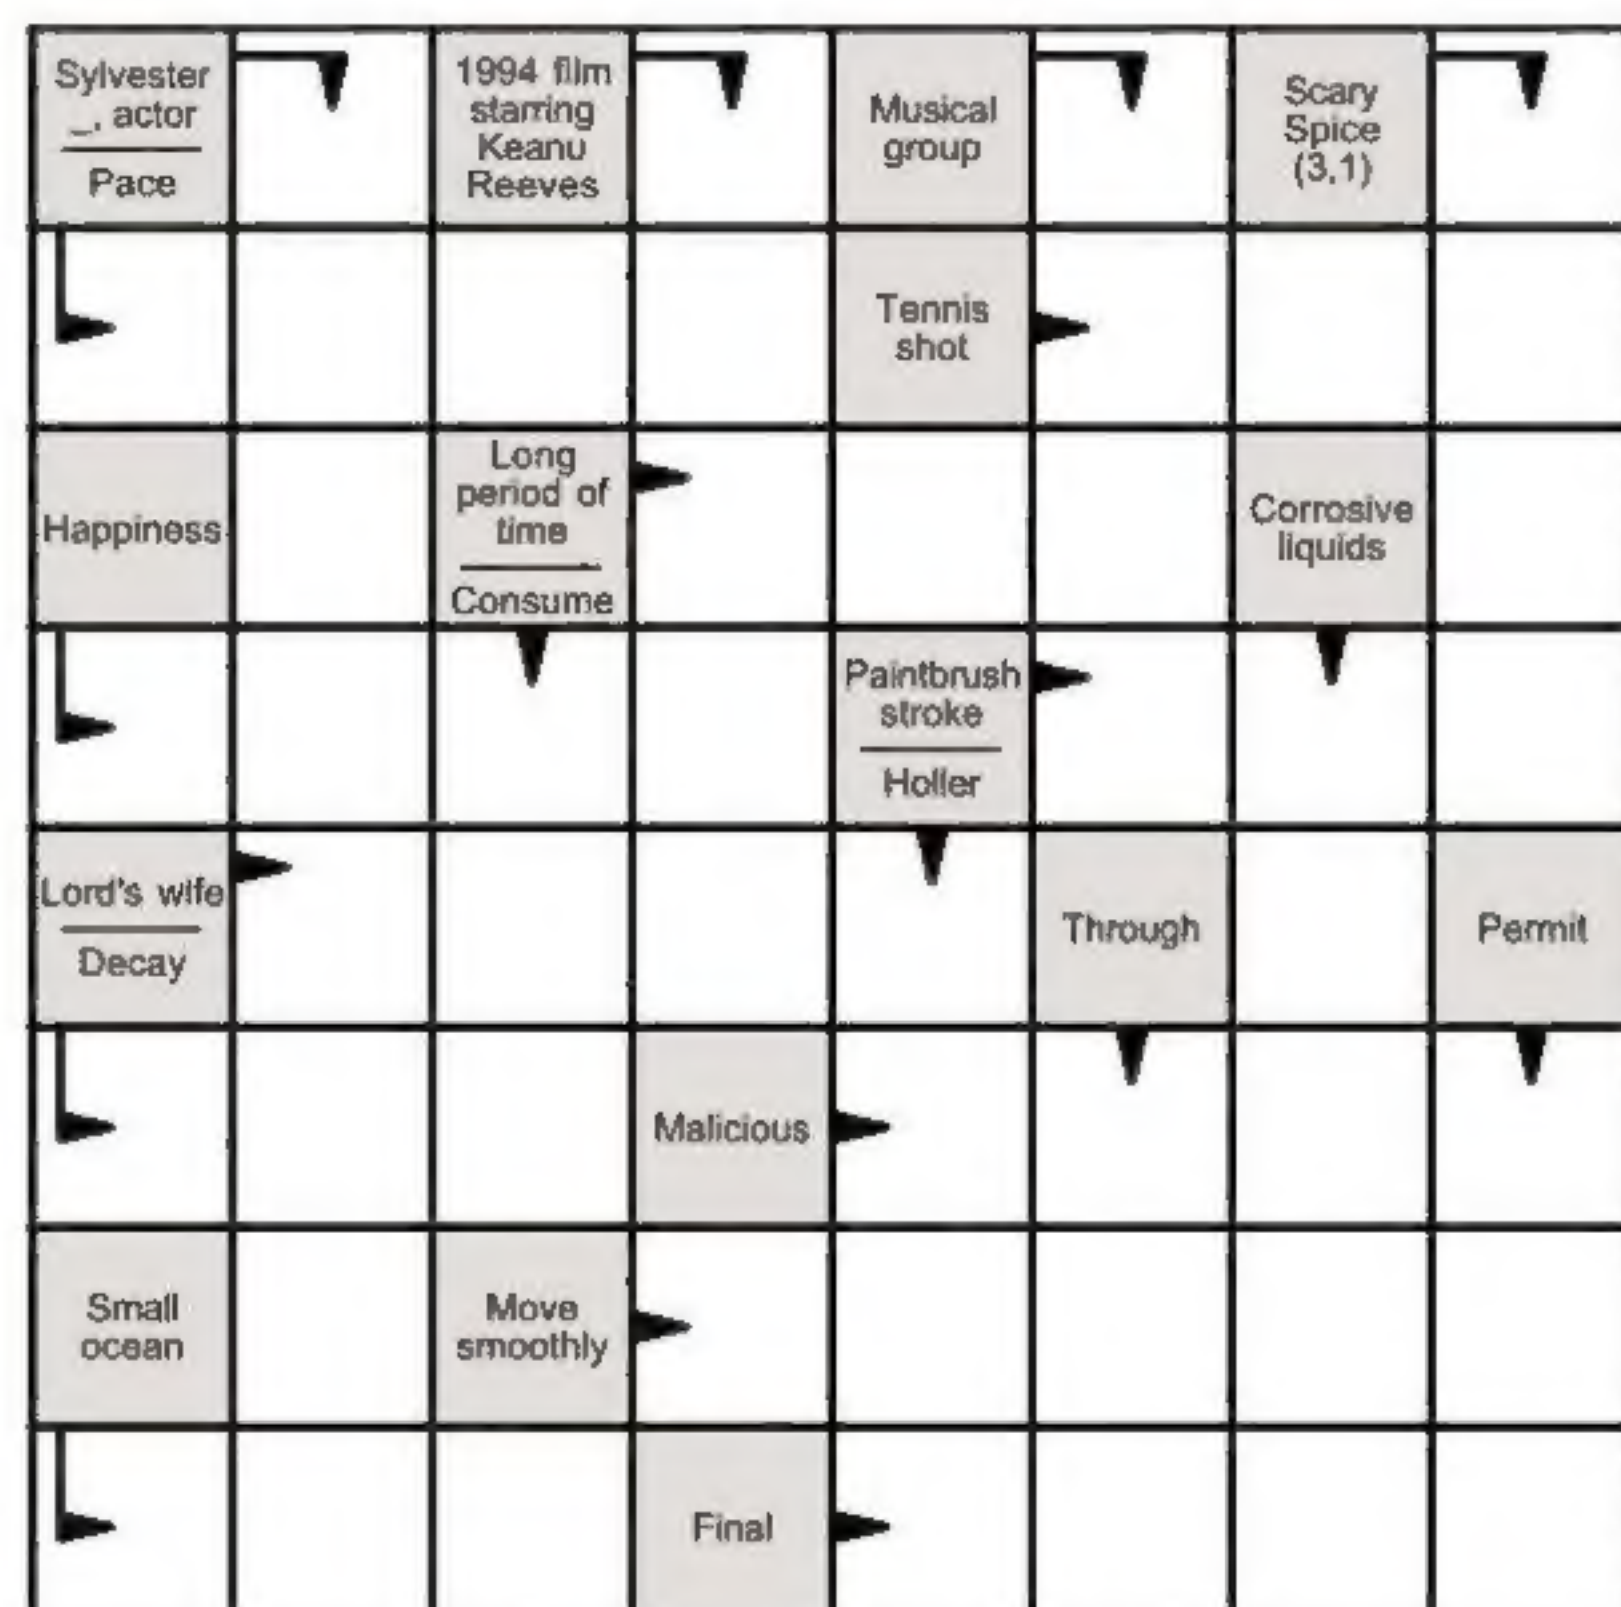 Sylvester
_, actor
Pace
1994 film
starring
Keanu
Reeves
Musical
group
Scary
Spice
(3,1)
Tennis
shot
Happiness
Long
period of
time
Consume
Corrosive
liquids
Paintbrush
stroke
Holler
Lord's wife
Decay
Through
Permit
Malicious
Small
ocean
Move
smoothly
Final